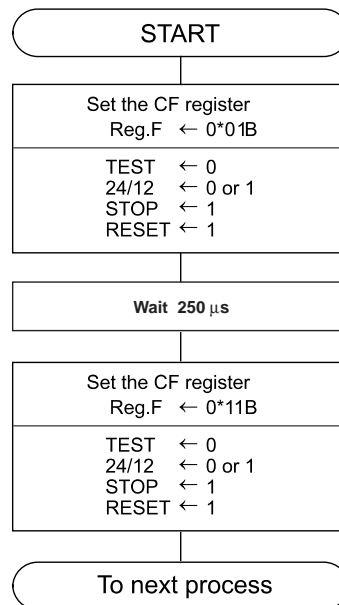 START
Set the CF register
Reg.F ← 0*01B
TEST ← 0
24/12 ← 0 or 1
STOP ← 1
RESET ← 1
Wait 250 μs
Set the CF register
Reg.F ← 0*11B
TEST ← 0
24/12 ← 0 or 1
STOP ← 1
RESET ← 1
To next process